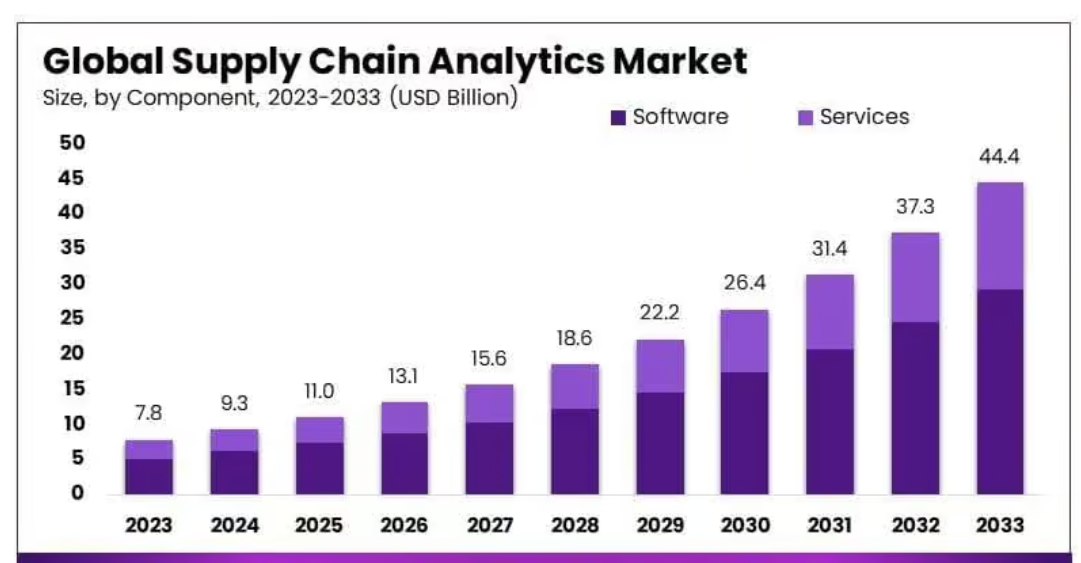 Global Supply Chain Analytics Market
Size, by Component, 2023-2033 (USD Billion)
Software Services
50
45
40
35
30
25
20
15
10
5
0
7.8 9.3 11.0 13.1 15.6 18.6 22.2 26.4 31.4 37.3 44.4
2023 2024 2025 2026 2027 2028 2029 2030 2031 2032 2033